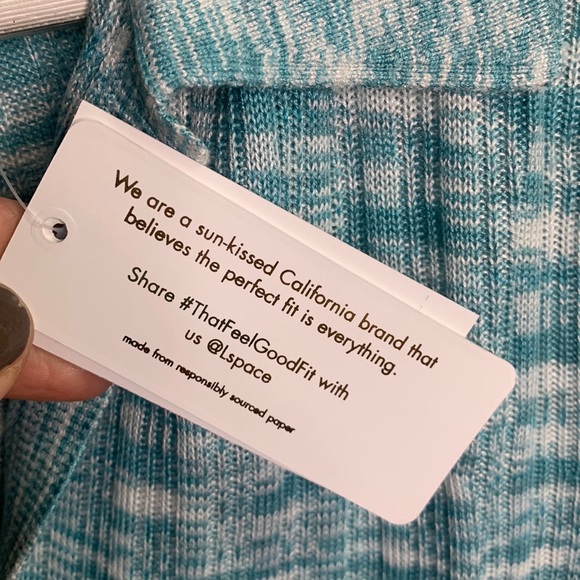 We are a sun-kissed California brand that
believes the perfect fit is everything.
Share #ThatFeelGoodFit with
us @Lspace
made from responsibly sourced paper